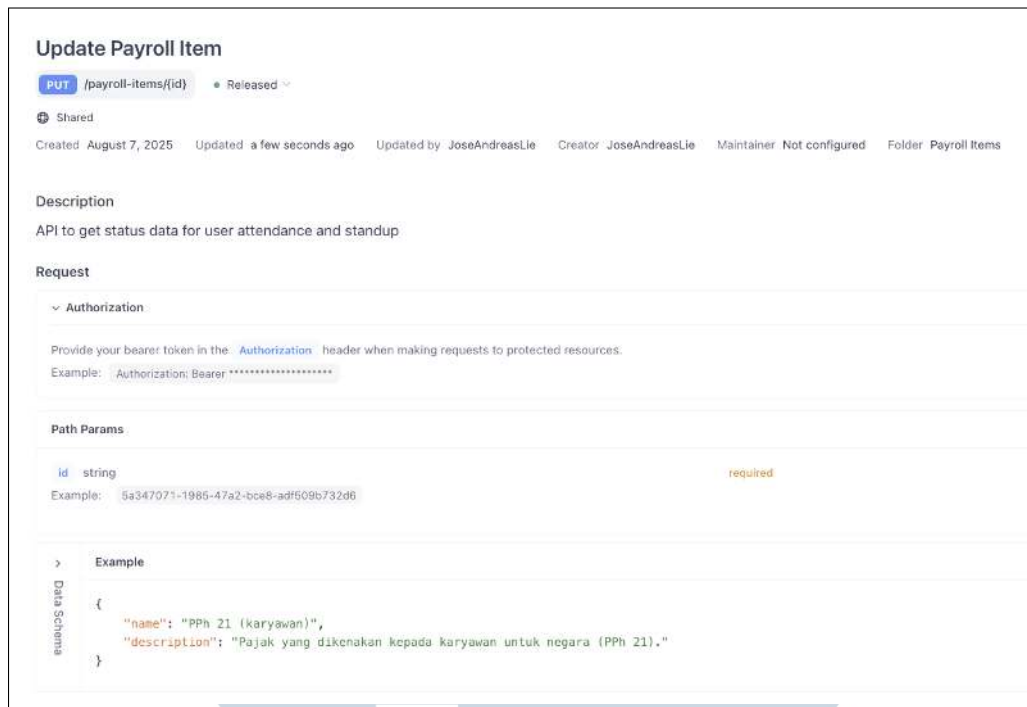 Update Payroll Item
PUT /payroll-items/{id} Released
Shared
Created August 7, 2025 Updated a few seconds ago Updated by JoseAndreasLie Creator JoseAndreasLie Maintainer Not configured Folder Payroll Items
Description
API to get status data for user attendance and standup
Request
Authorization
Provide your bearer token in the Authorization header when making requests to protected resources.
Example: Authorization: Bearer ********************
Path Params
id string required
Example: 5a347071-1985-47a2-bce8-adf509b732d6
Data Schema
Example
{
"name": "PPh 21 (karyawan)",
"description": "Pajak yang dikenakan kepada karyawan untuk negara (PPh 21)."
}